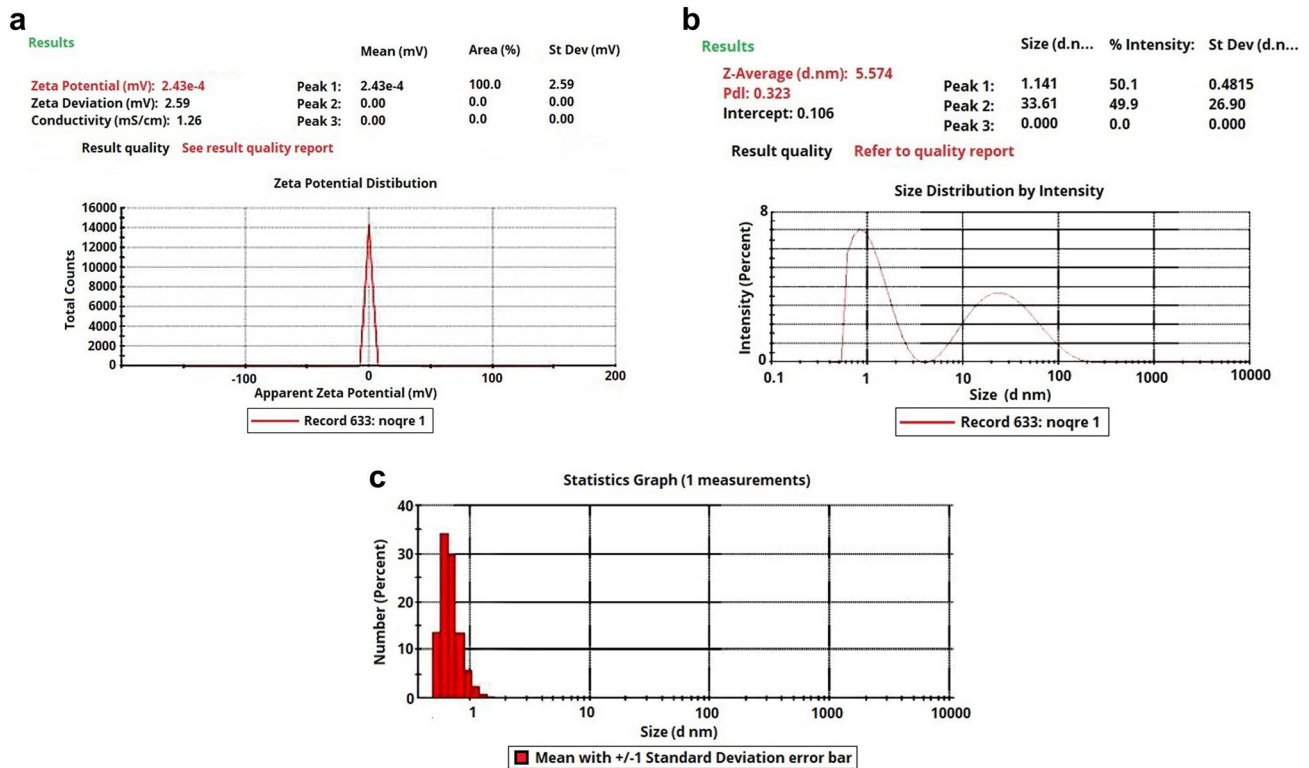 a
Results
Mean (mV) Area (%) St Dev (mV)
Zeta Potential (mV): 2.43e-4 Peak 1: 2.43e-4 100.0 2.59
Zeta Deviation (mV): 2.59 Peak 2: 0.00 0.0 0.00
Conductivity (mS/cm): 1.26 Peak 3: 0.00 0.0 0.00
Result quality See result quality report
Zeta Potential Distibution
16000
14000
12000
10000
8000
6000
4000
2000
0
Total Counts
-100 0 100 200
Apparent Zeta Potential (mV)
Record 633: noqre 1
b
Results
Size (d.n... % Intensity: St Dev (d.n...
Z-Average (d.nm): 5.574 Peak 1: 1.141 50.1 0.4815
PdI: 0.323 Peak 2: 33.61 49.9 26.90
Intercept: 0.106 Peak 3: 0.000 0.0 0.000
Result quality Refer to quality report
Size Distribution by Intensity
8
0
Intensity (Percent)
0.1 1 10 100 1000 10000
Size (d nm)
Record 633: noqre 1
c
Statistics Graph (1 measurements)
40
30
20
10
0
Number (Percent)
1 10 100 1000 10000
Size (d nm)
Mean with +/-1 Standard Deviation error bar